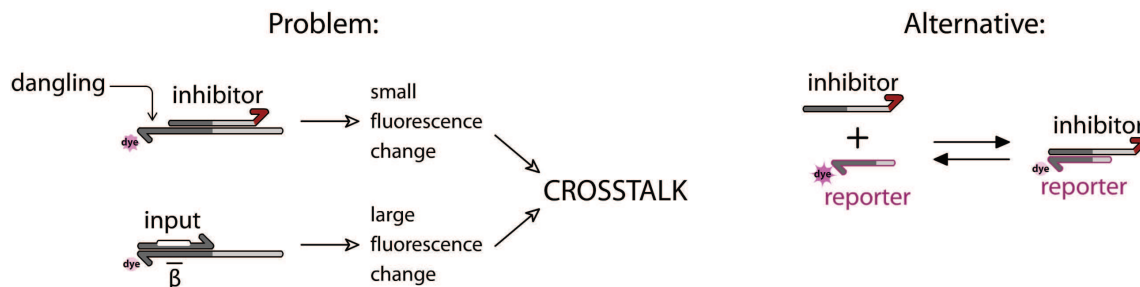 Problem:
Alternative:
dangling
inhibitor
dye
small
fluorescence
change
CROSSTALK
input
dye
β
large
fluorescence
change
inhibitor
+
dye
reporter
inhibitor
dye
reporter